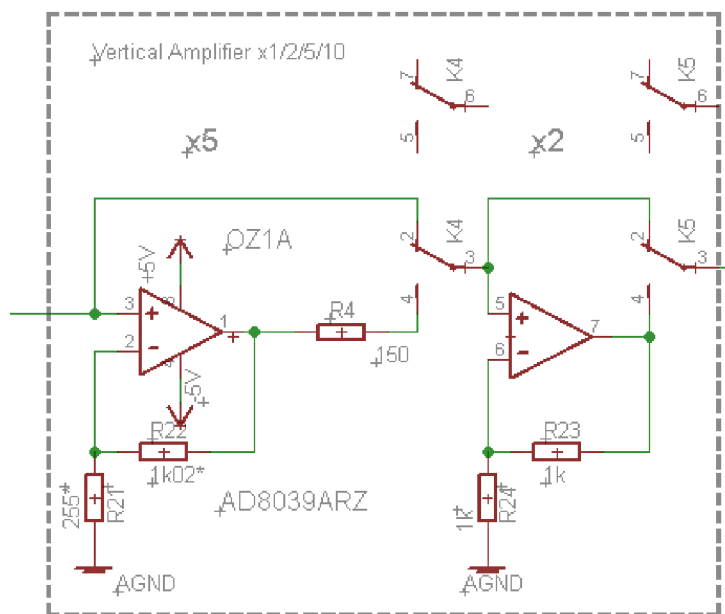 Vertical Amplifier x1/2/5/10
7
K4
6
5
7
K5
6
5
x5
x2
2
K4
3
4
2
K5
3
4
OZ1A
+5V
8
3
+
2
-
1
4
-5V
R4
150
5
+
6
-
7
R22
1k02*
R23
1k
255*
R21
1k
R24
AD8039ARZ
AGND
AGND